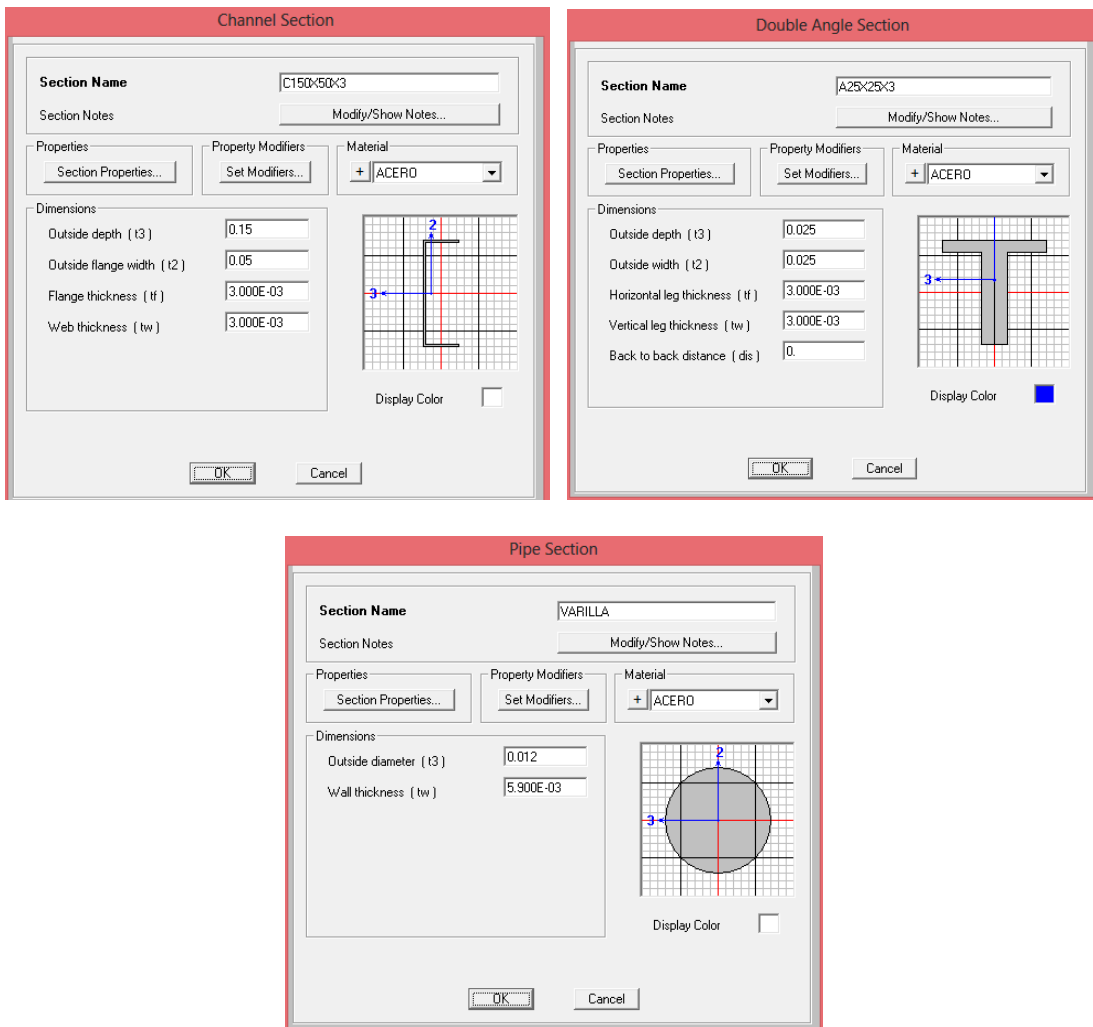 Channel Section
Section Name C150X50X3
Section Notes Modify/Show Notes...
Properties Property Modifiers Material
Section Properties... Set Modifiers... + ACERO
Dimensions
Outside depth ( t3 ) 0.15
Outside flange width ( t2 ) 0.05
Flange thickness ( tf ) 3.000E-03
Web thickness ( tw ) 3.000E-03
2
3
Display Color
OK Cancel
Double Angle Section
Section Name A25X25X3
Section Notes Modify/Show Notes...
Properties Property Modifiers Material
Section Properties... Set Modifiers... + ACERO
Dimensions
Outside depth ( t3 ) 0.025
Outside width ( t2 ) 0.025
Horizontal leg thickness ( tf ) 3.000E-03
Vertical leg thickness ( tw ) 3.000E-03
Back to back distance ( dis ) 0.
3
Display Color
OK Cancel
Pipe Section
Section Name VARILLA
Section Notes Modify/Show Notes...
Properties Property Modifiers Material
Section Properties... Set Modifiers... + ACERO
Dimensions
Outside diameter ( t3 ) 0.012
Wall thickness ( tw ) 5.900E-03
2
3
Display Color
OK Cancel